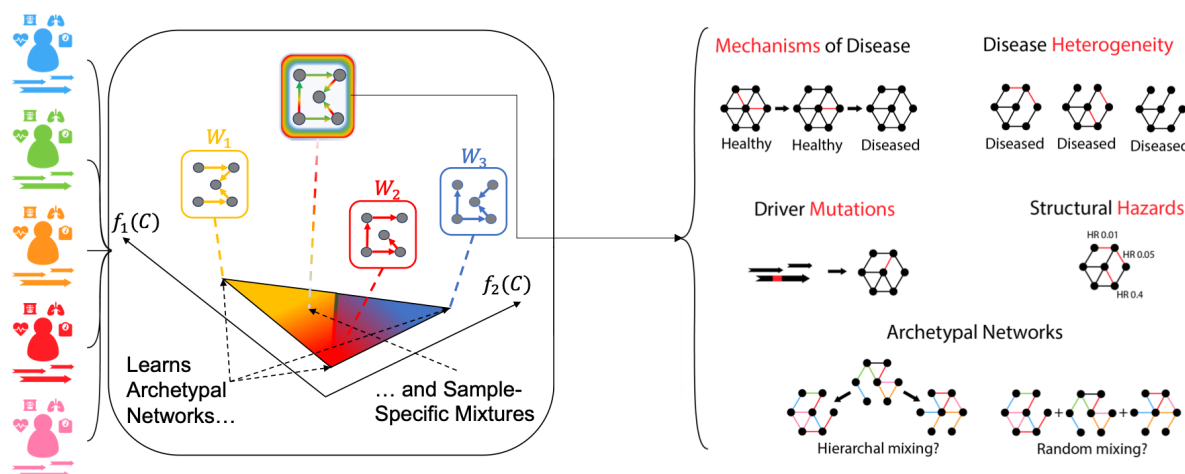 W₁
W₂
W₃
f₁(C)
f₂(C)
Learns
Archetypal
Networks…
… and Sample-
Specific Mixtures
Mechanisms of Disease
Healthy
Healthy
Diseased
Disease Heterogeneity
Diseased
Diseased
Diseased
Driver Mutations
Structural Hazards
HR 0.01
HR 0.05
HR 0.4
Archetypal Networks
Hierarchal mixing?
Random mixing?